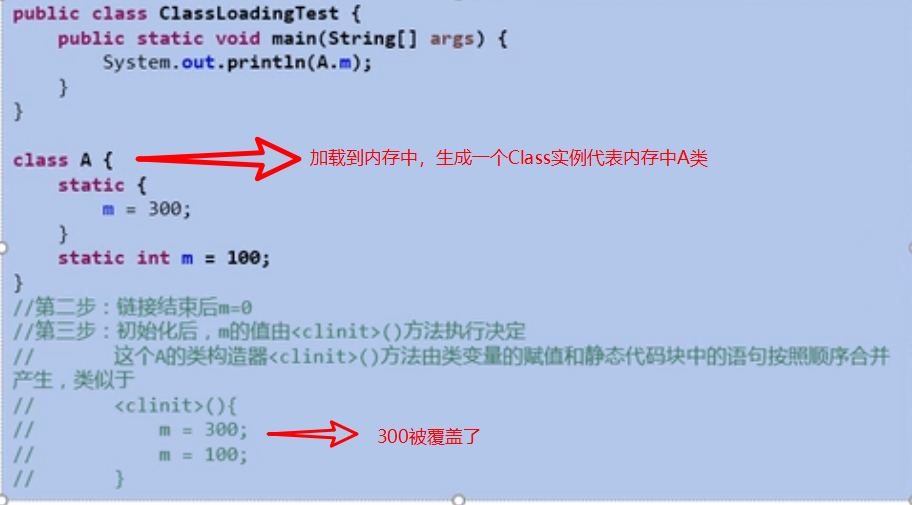 public class ClassLoadingTest {
public static void main(String[] args) {
System.out.println(A.m);
}
}
class A {
加载到内存中，生成一个Class实例代表内存中A类
static {
m = 300;
}
static int m = 100;
}
//第二步：链接结束后m=0
//第三步：初始化后，m的值由<clinit>()方法执行决定
// 这个A的类构造器<clinit>()方法由类变量的赋值和静态代码块中的语句按照顺序合并
产生，类似于
// <clinit>(){
// m = 300;
300被覆盖了
// m = 100;
// }